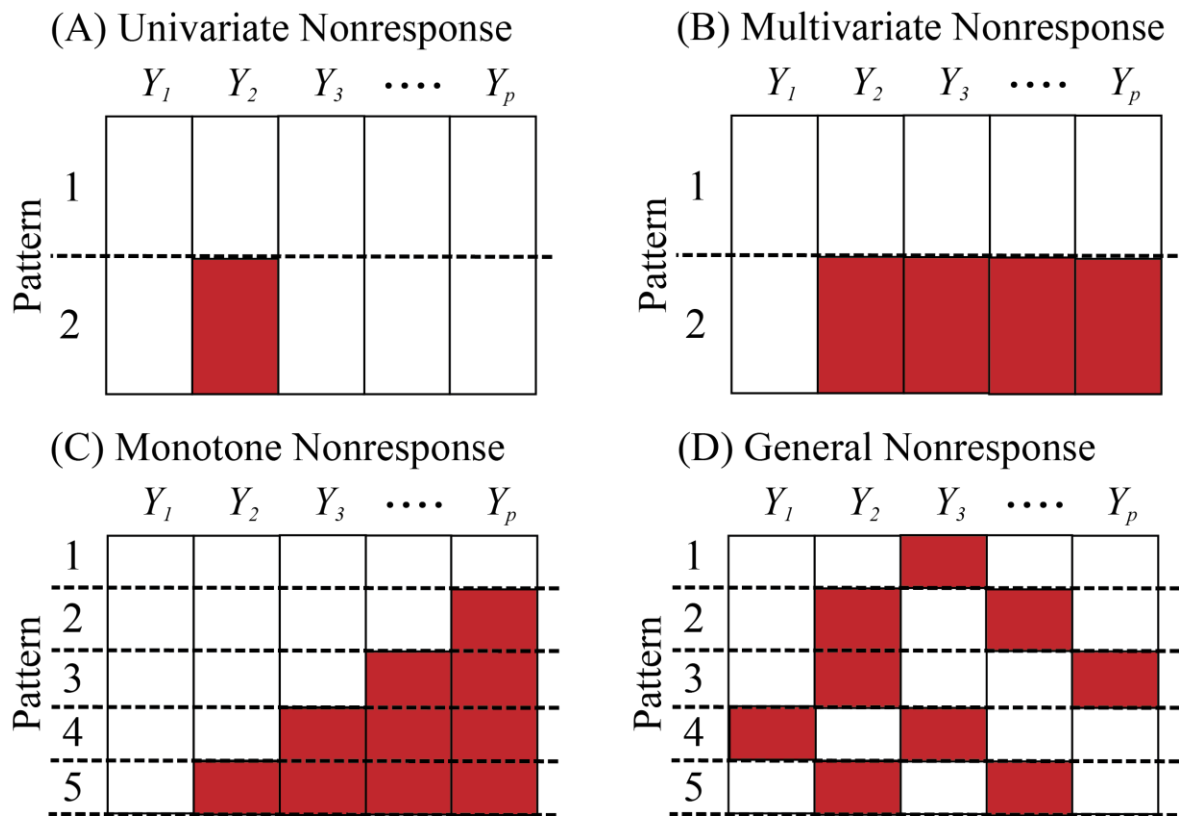 (A) Univariate Nonresponse
Y1 Y2 Y3 •••• Yp
Pattern
1
2
(B) Multivariate Nonresponse
Y1 Y2 Y3 •••• Yp
Pattern
1
2
(C) Monotone Nonresponse
Y1 Y2 Y3 •••• Yp
Pattern
1
2
3
4
5
(D) General Nonresponse
Y1 Y2 Y3 •••• Yp
Pattern
1
2
3
4
5